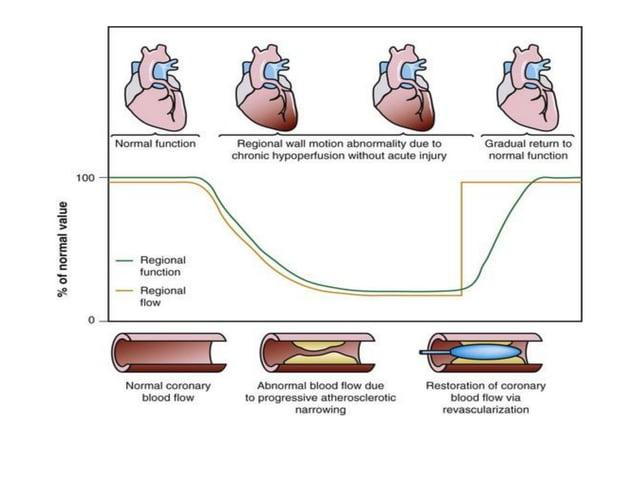 Normal function
Regional wall motion abnormality due to
chronic hypoperfusion without acute injury
Gradual return to
normal function
100
% of normal value
Regional
function
Regional
flow
0
Normal coronary
blood flow
Abnormal blood flow due
to progressive atherosclerotic
narrowing
Restoration of coronary
blood flow via
revascularization